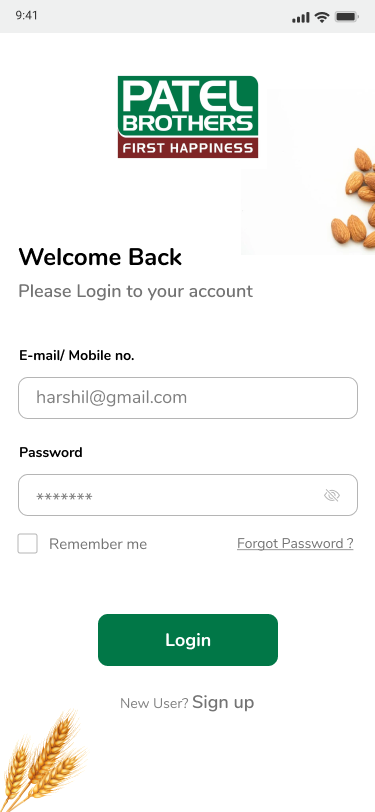 9:41
PATEL
BROTHERS
FIRST HAPPINESS
Welcome Back
Please Login to your account
E-mail/ Mobile no.
harshil@gmail.com
Password
*******
Remember me
Forgot Password ?
Login
New User? Sign up